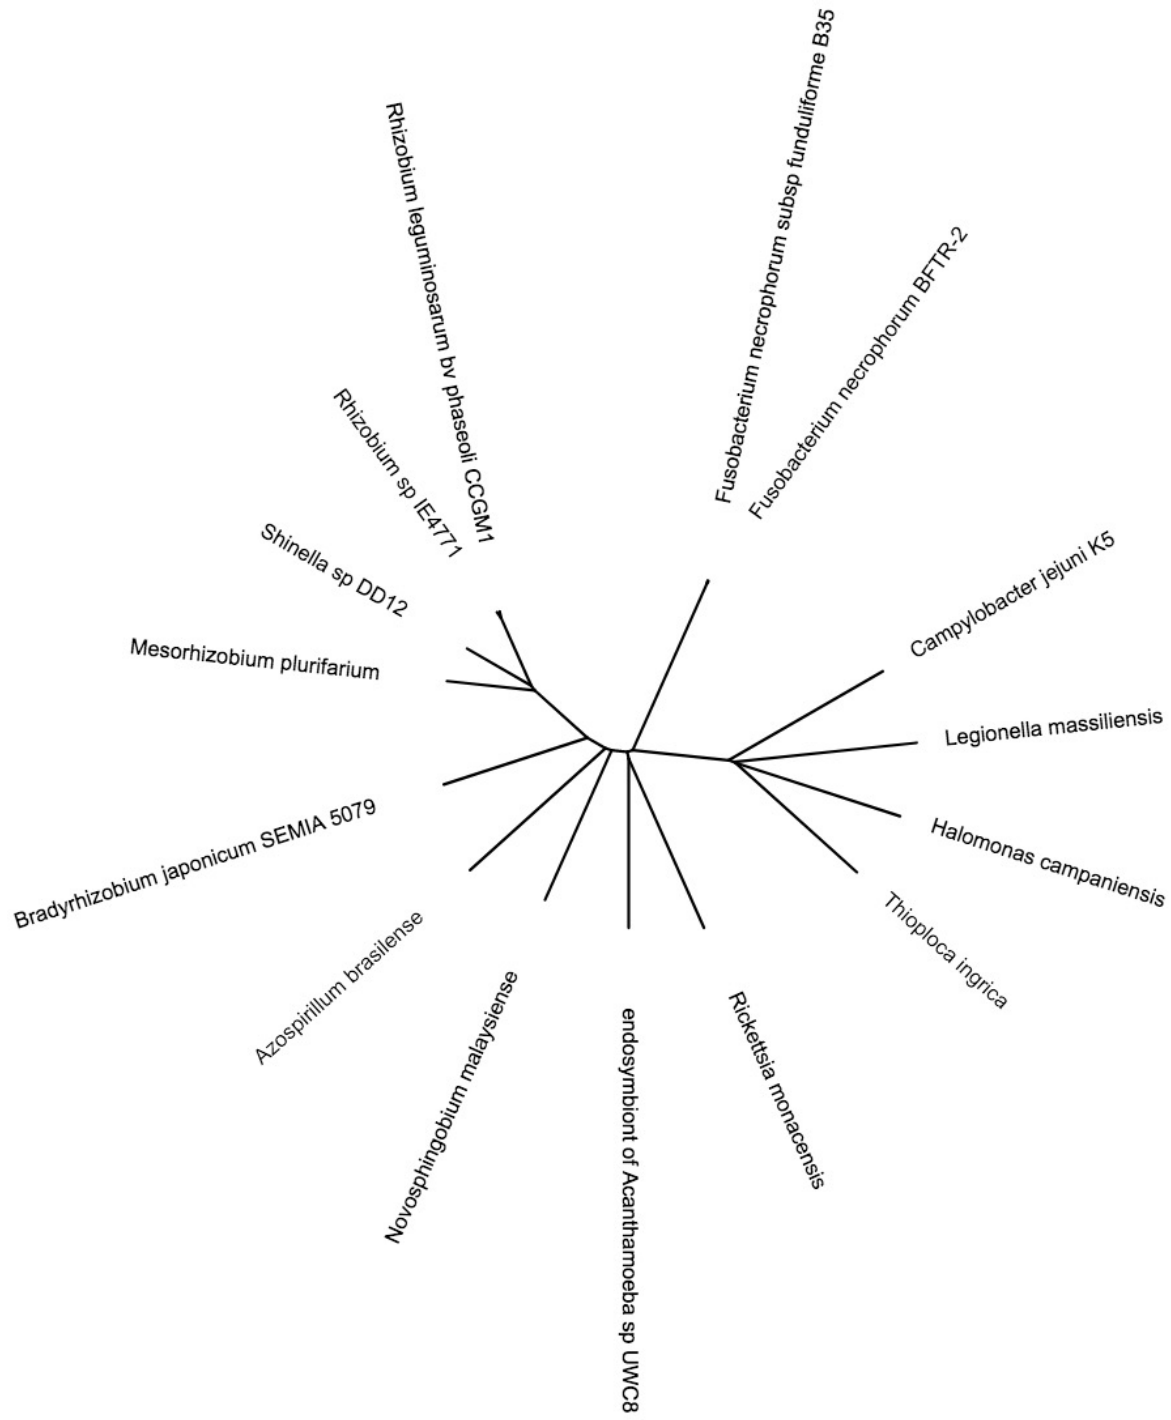 Fusobacterium necrophorum subsp funduliforme B35
Rhizobium leguminosarum bv phaseoli CCGM1
Fusobacterium necrophorum BFTR-2
Rhizobium sp IE4771
Shinella sp DD12
Campylobacter jejuni K5
Mesorhizobium plurifarium
Legionella massiliensis
Bradyrhizobium japonicum SEMIA 5079
Halomonas campaniensis
Thioploca ingrica
Azospirillum brasilense
Novosphingobium malaysiense
Rickettsia monacensis
endosymbiont of Acanthamoeba sp UWC8